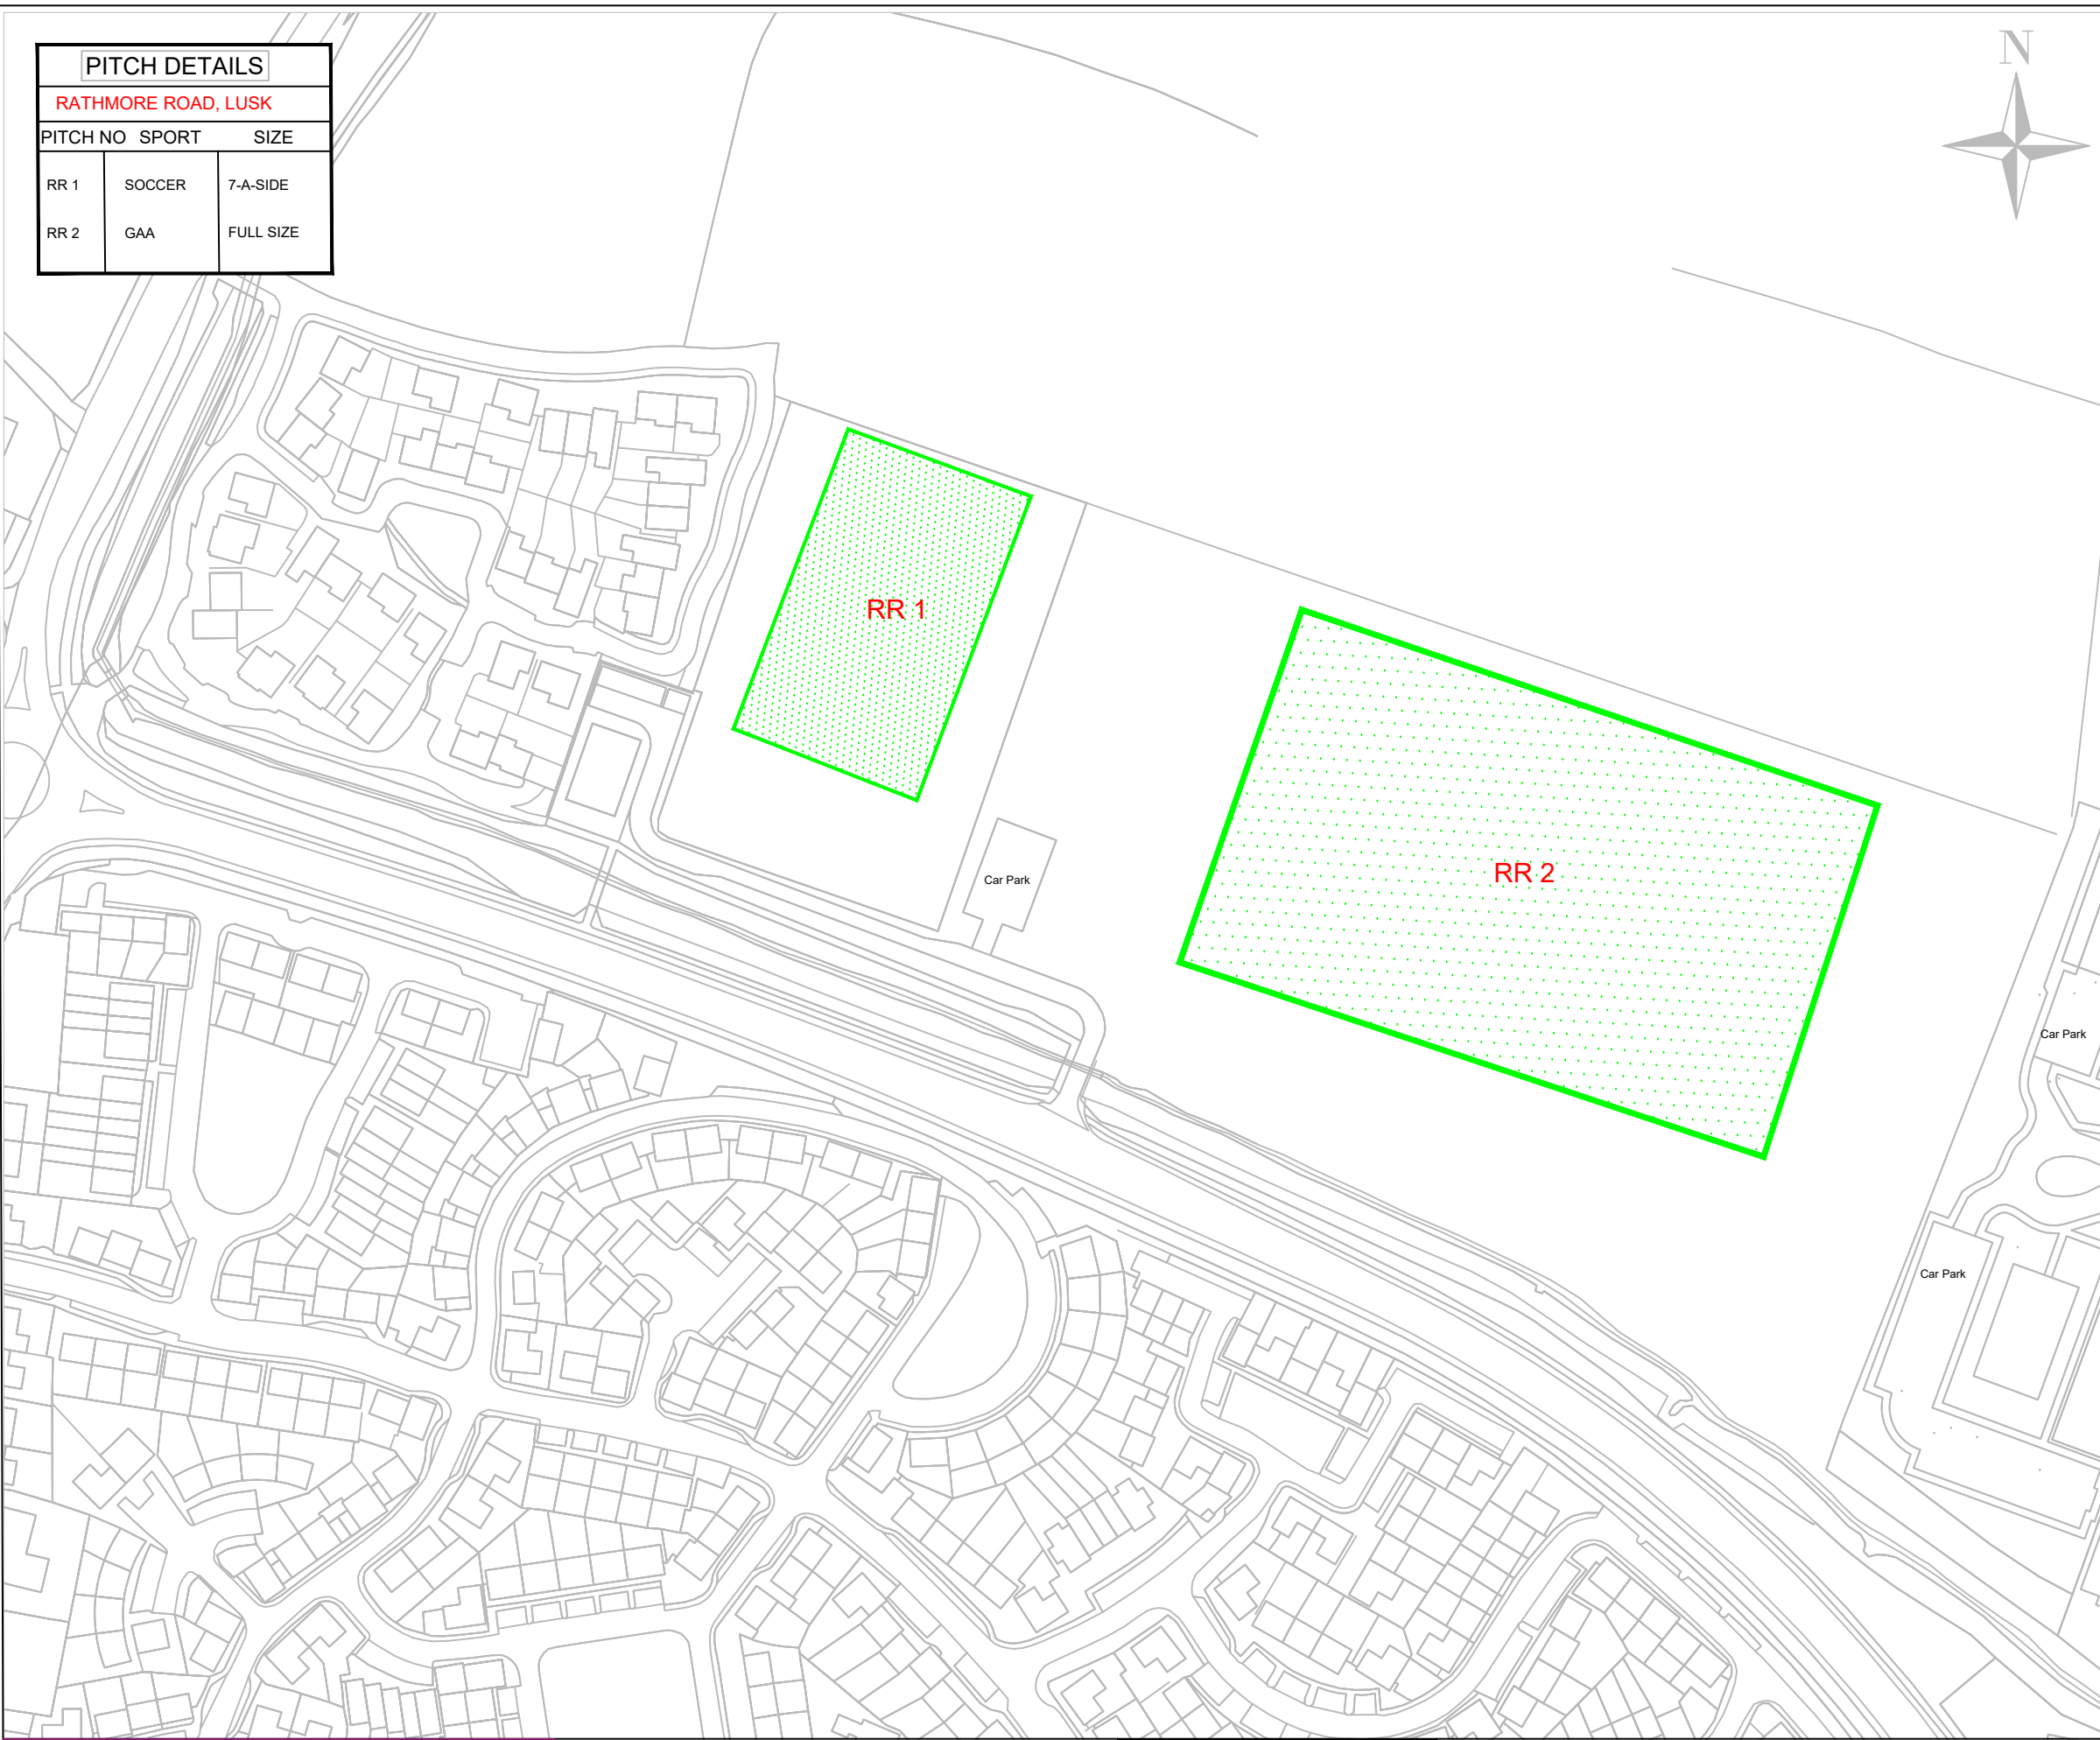 PITCH DETAILS
RATHMORE ROAD, LUSK
PITCH NO SPORT SIZE
RR 1 SOCCER 7-A-SIDE
RR 2 GAA FULL SIZE
N
RR 1
RR 2
Car Park
Car Park
Car Park